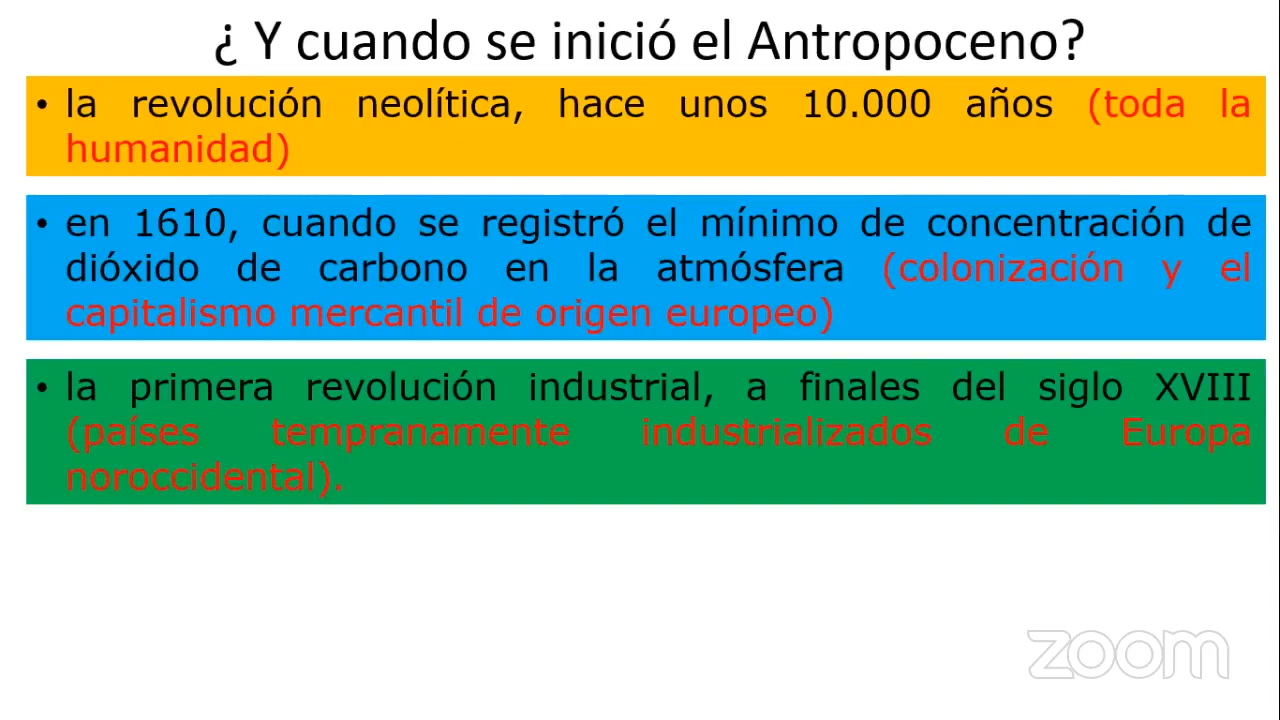 ¿ Y cuando se inició el Antropoceno?
• la revolución neolítica, hace unos 10.000 años (toda la
humanidad)
• en 1610, cuando se registró el mínimo de concentración de
dióxido de carbono en la atmósfera (colonización y el
capitalismo mercantil de origen europeo)
• la primera revolución industrial, a finales del siglo XVIII
(países tempranamente industrializados de Europa
noroccidental).
zoom